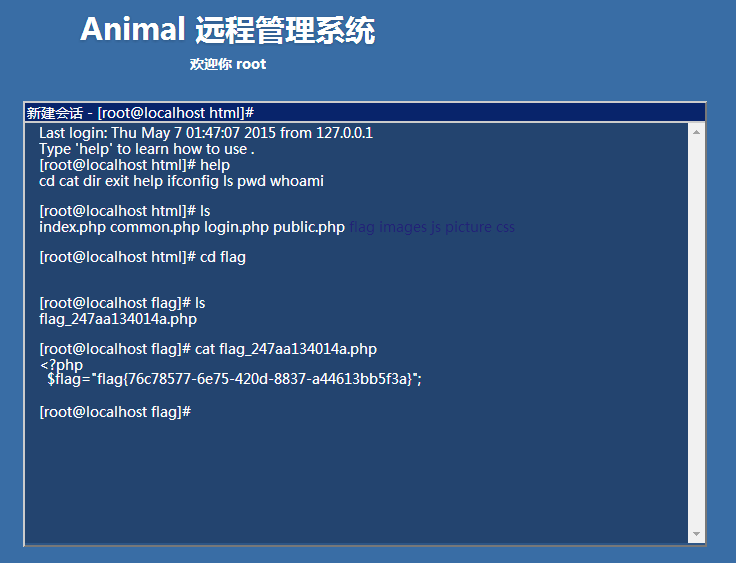 Animal 远程管理系统
欢迎你 root
新建会话 - [root@localhost html]#
Last login: Thu May 7 01:47:07 2015 from 127.0.0.1
Type 'help' to learn how to use .
[root@localhost html]# help
cd cat dir exit help ifconfig ls pwd whoami
[root@localhost html]# ls
index.php common.php login.php public.php flag images js picture css
[root@localhost html]# cd flag
[root@localhost flag]# ls
flag_247aa134014a.php
[root@localhost flag]# cat flag_247aa134014a.php
<?php
$flag="flag{76c78577-6e75-420d-8837-a44613bb5f3a}";
[root@localhost flag]#